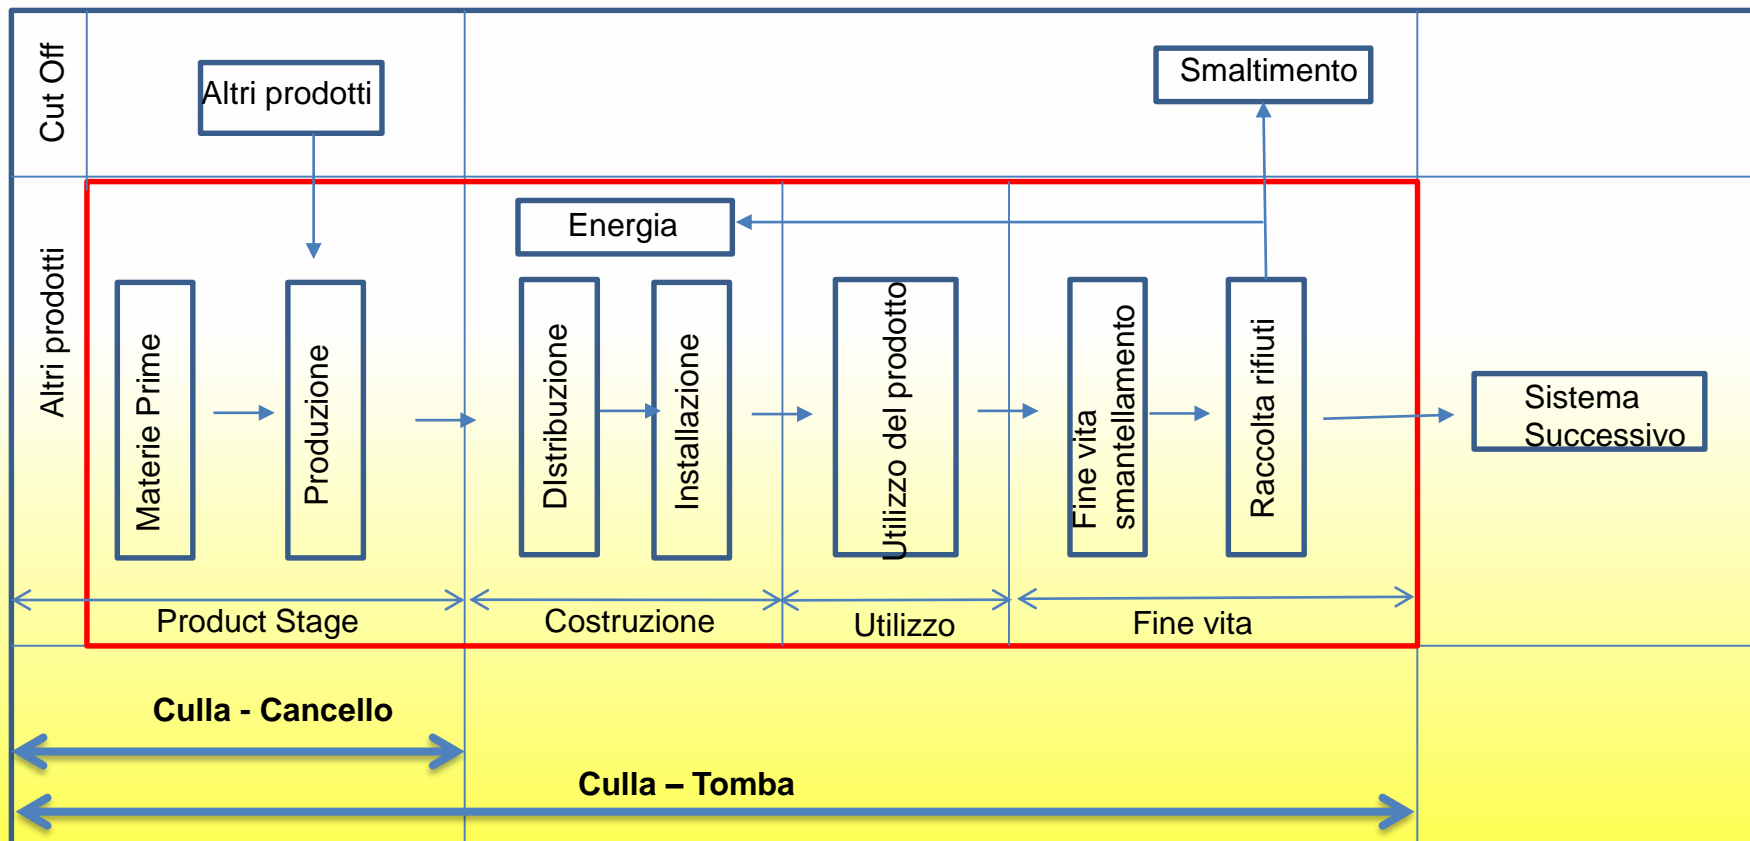 Cut Off
Altri prodotti
Smaltimento
Altri prodotti
Energia
Materie Prime
Produzione
DIstribuzione
Installazione
Utilizzo del prodotto
Fine vita
smantellamento
Raccolta rifiuti
Sistema
Successivo
Product Stage
Costruzione
Utilizzo
Fine vita
Culla - Cancello
Culla – Tomba